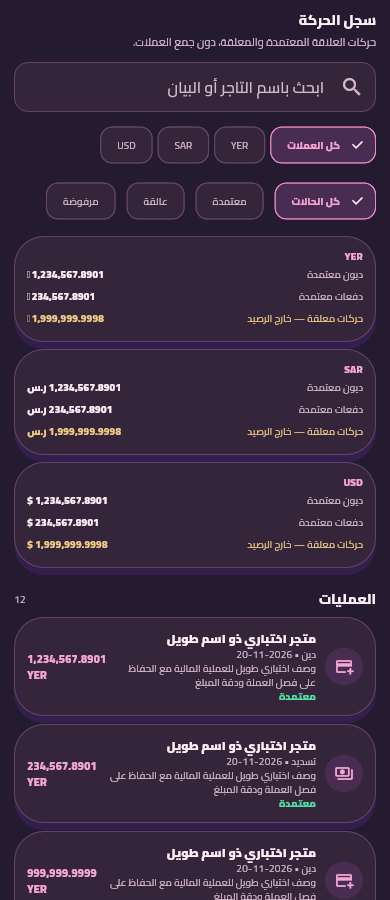 سجل الحركة
حركات العلاقة المعتمدة والمعلقة، دون جمع العملات.
ابحث باسم التاجر أو البيان
كل العملات
YER
SAR
USD
كل الحالات
معتمدة
عالقة
مرفوضة
YER
ديون معتمدة 1,234,567.8901
دفعات معتمدة 234,567.8901
حركات معلقة — خارج الرصيد 1,999,999.9998
SAR
ديون معتمدة 1,234,567.8901 ر.س
دفعات معتمدة 234,567.8901 ر.س
حركات معلقة — خارج الرصيد 1,999,999.9998 ر.س
USD
ديون معتمدة $ 1,234,567.8901
دفعات معتمدة $ 234,567.8901
حركات معلقة — خارج الرصيد $ 1,999,999.9998
العمليات 12
متجر اختباري ذو اسم طويل
دين • 2026-11-20
وصف اختباري طويل للعملية المالية مع الحفاظ
على فصل العملة ودقة المبلغ
معتمدة
1,234,567.8901
YER
متجر اختباري ذو اسم طويل
تسديد • 2026-11-20
وصف اختباري طويل للعملية المالية مع الحفاظ على
فصل العملة ودقة المبلغ
معتمدة
234,567.8901
YER
متجر اختباري ذو اسم طويل
دين • 2026-11-20
وصف اختباري طويل للعملية المالية مع الحفاظ على
فصل العملة ودقة المبلغ
999,999.9999
YER